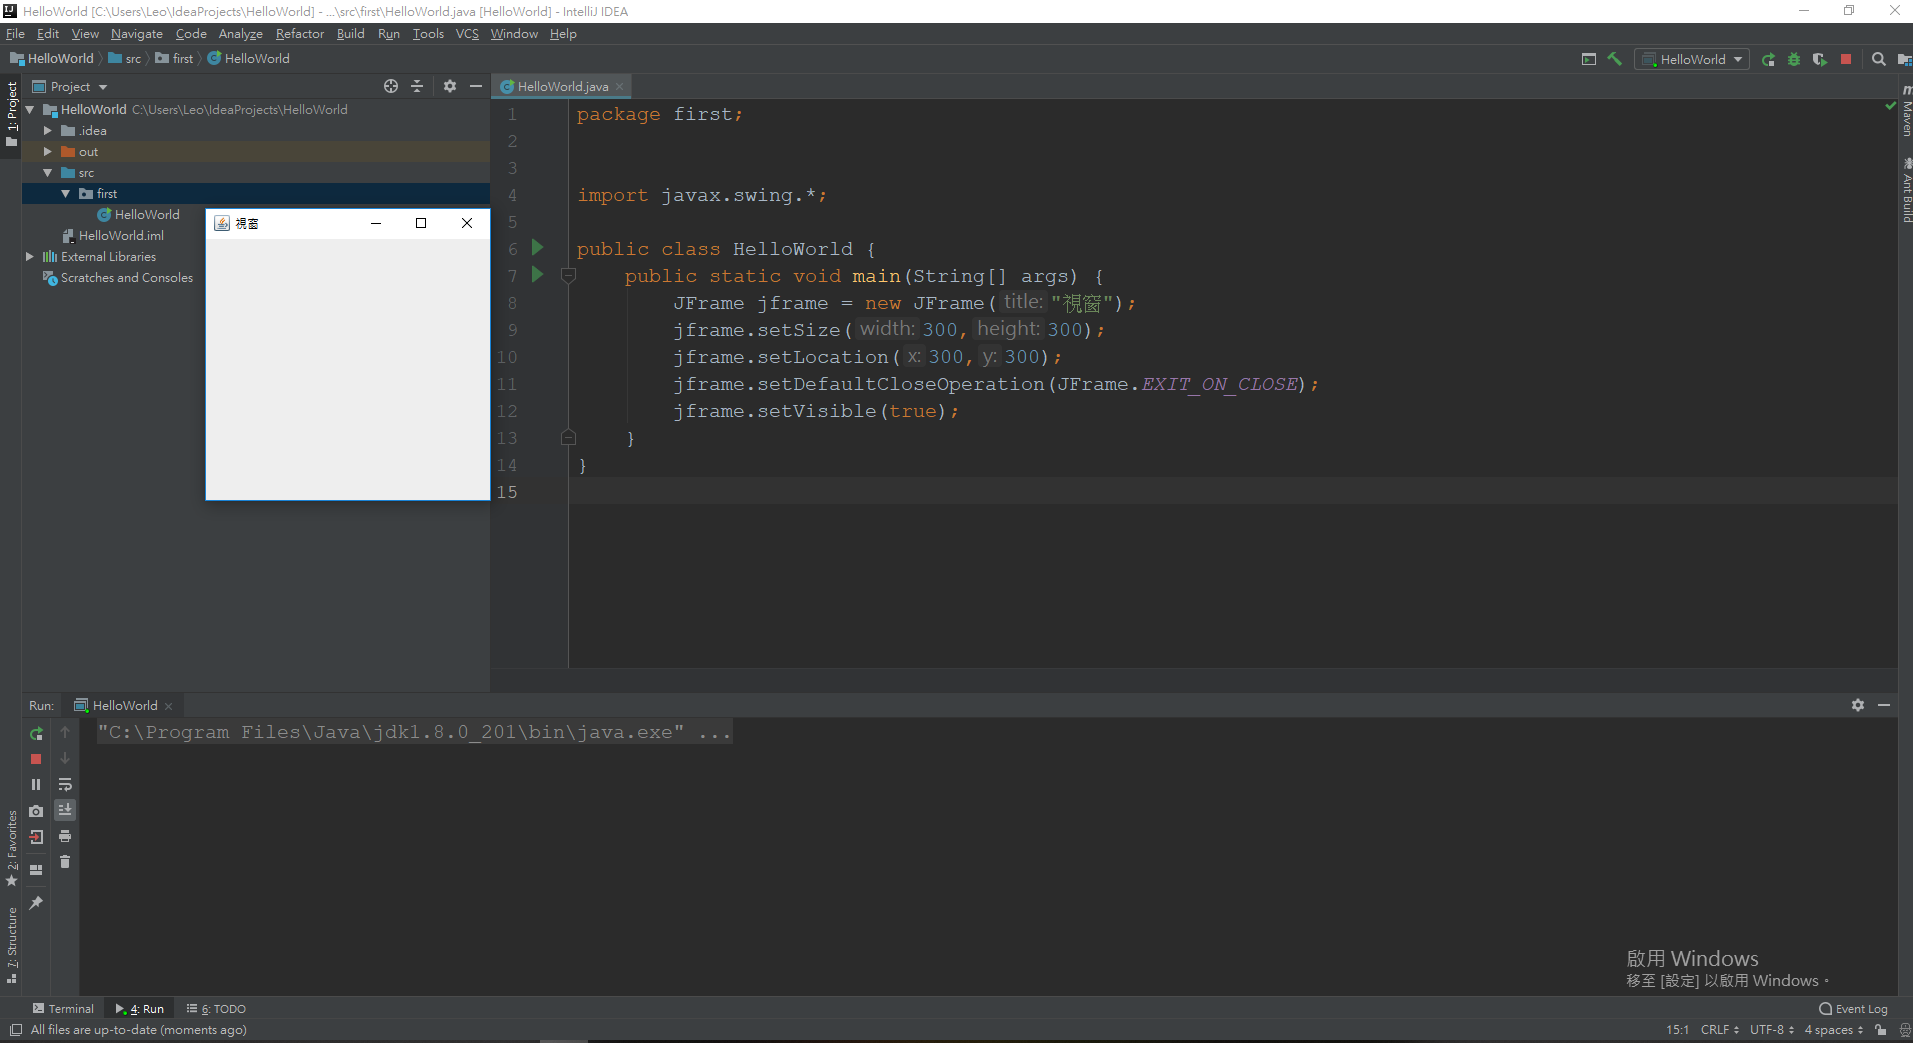 HelloWorld [C:\Users\Leo\IdeaProjects\HelloWorld] - ...\src\first\HelloWorld.java [HelloWorld] - IntelliJ IDEA
File Edit View Navigate Code Analyze Refactor Build Run Tools VCS Window Help
HelloWorld src first HelloWorld
HelloWorld
1: Project
Project
HelloWorld C:\Users\Leo\IdeaProjects\HelloWorld
.idea
out
src
first
HelloWorld
HelloWorld.iml
External Libraries
Scratches and Consoles
視窗
HelloWorld.java
1 package first;
2
3
4 import javax.swing.*;
5
6 public class HelloWorld {
7 public static void main(String[] args) {
8 JFrame jframe = new JFrame( title: "視窗");
9 jframe.setSize( width: 300, height: 300);
10 jframe.setLocation( x: 300, y: 300);
11 jframe.setDefaultCloseOperation(JFrame.EXIT_ON_CLOSE);
12 jframe.setVisible(true);
13 }
14 }
15
Maven
Ant Build
Run: HelloWorld
"C:\Program Files\Java\jdk1.8.0_201\bin\java.exe" ...
2: Favorites
7: Structure
啟用 Windows
移至 [設定] 以啟用 Windows。
Terminal 4: Run 6: TODO
Event Log
All files are up-to-date (moments ago)
15:1 CRLF UTF-8 4 spaces